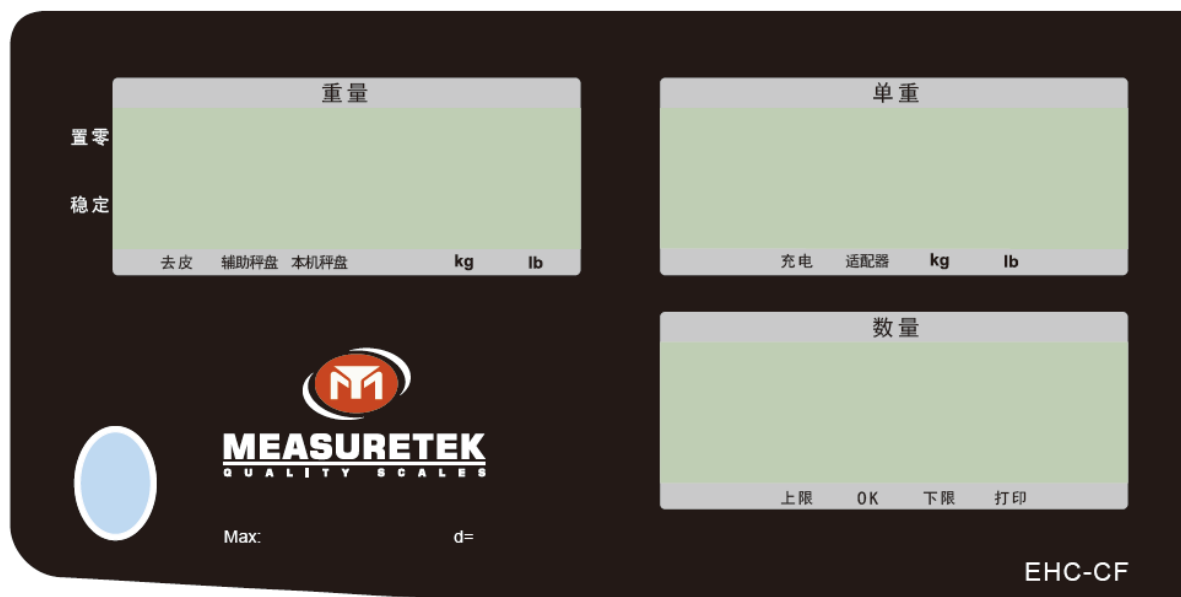 重量
置零
稳定
去皮 辅助秤盘 本机秤盘 kg lb
单重
充电 适配器 kg lb
数量
上限 OK 下限 打印
MEASURETEK
QUALITY SCALES
Max: d=
EHC-CF